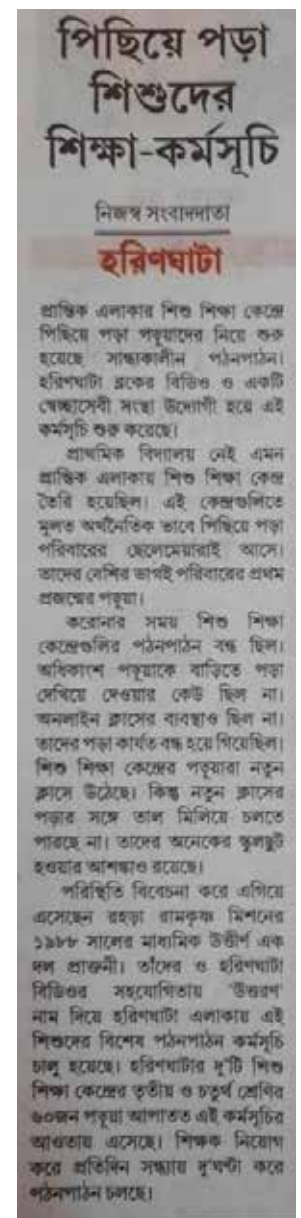 পিছিয়ে পড়া
শিশুদের
শিক্ষা-কর্মসূচি
নিজস্ব সংবাদদাতা
হরিণঘাটা
প্রান্তিক এলাকার শিশু শিক্ষা কেন্দ্রে
পিছিয়ে পড়া পড়ুয়াদের নিয়ে শুরু
হয়েছে সান্ধ্যকালীন পঠনপাঠন।
হরিণঘাটা ব্লকের বিডিও ও একটি
স্বেচ্ছাসেবী সংস্থা উদ্যোগী হয়ে এই
কর্মসূচি শুরু করেছে।
প্রাথমিক বিদ্যালয় নেই এমন
প্রান্তিক এলাকায় শিশু শিক্ষা কেন্দ্র
তৈরি হয়েছিল। এই কেন্দ্রগুলিতে
মূলত অর্থনৈতিক ভাবে পিছিয়ে পড়া
পরিবারের ছেলেমেয়েরাই আসে।
তাদের বেশির ভাগই পরিবারের প্রথম
প্রজন্মের পড়ুয়া।
করোনার সময় শিশু শিক্ষা
কেন্দ্রগুলির পঠনপাঠন বন্ধ ছিল।
অধিকাংশ পড়ুয়াকে বাড়িতে পড়া
দেখিয়ে দেওয়ার কেউ ছিল না।
অনলাইন ক্লাসের ব্যবস্থাও ছিল না।
তাদের পড়া কার্যত বন্ধ হয়ে গিয়েছিল।
শিশু শিক্ষা কেন্দ্রের পড়ুয়ারা নতুন
ক্লাসে উঠেছে। কিন্তু নতুন ক্লাসের
পড়ার সঙ্গে তাল মিলিয়ে চলতে
পারছে না। তাদের অনেকের স্কুলছুট
হওয়ার আশঙ্কাও রয়েছে।
পরিস্থিতি বিবেচনা করে এগিয়ে
এসেছেন রহড়া রামকৃষ্ণ মিশনের
১৯৮৮ সালের মাধ্যমিক উত্তীর্ণ এক
দল প্রাক্তনী। তাঁদের ও হরিণঘাটা
বিডিওর সহযোগিতায় ‘উত্তরণ’
নাম দিয়ে হরিণঘাটা এলাকায় এই
শিশুদের বিশেষ পঠনপাঠন কর্মসূচি
চালু হয়েছে। হরিণঘাটার দু’টি শিশু
শিক্ষা কেন্দ্রের তৃতীয় ও চতুর্থ শ্রেণির
৬০জন পড়ুয়া আপাতত এই কর্মসূচির
আওতায় এসেছে। শিক্ষক নিয়োগ
করে প্রতিদিন সন্ধ্যায় দু’ঘণ্টা করে
পঠনপাঠন চলছে।